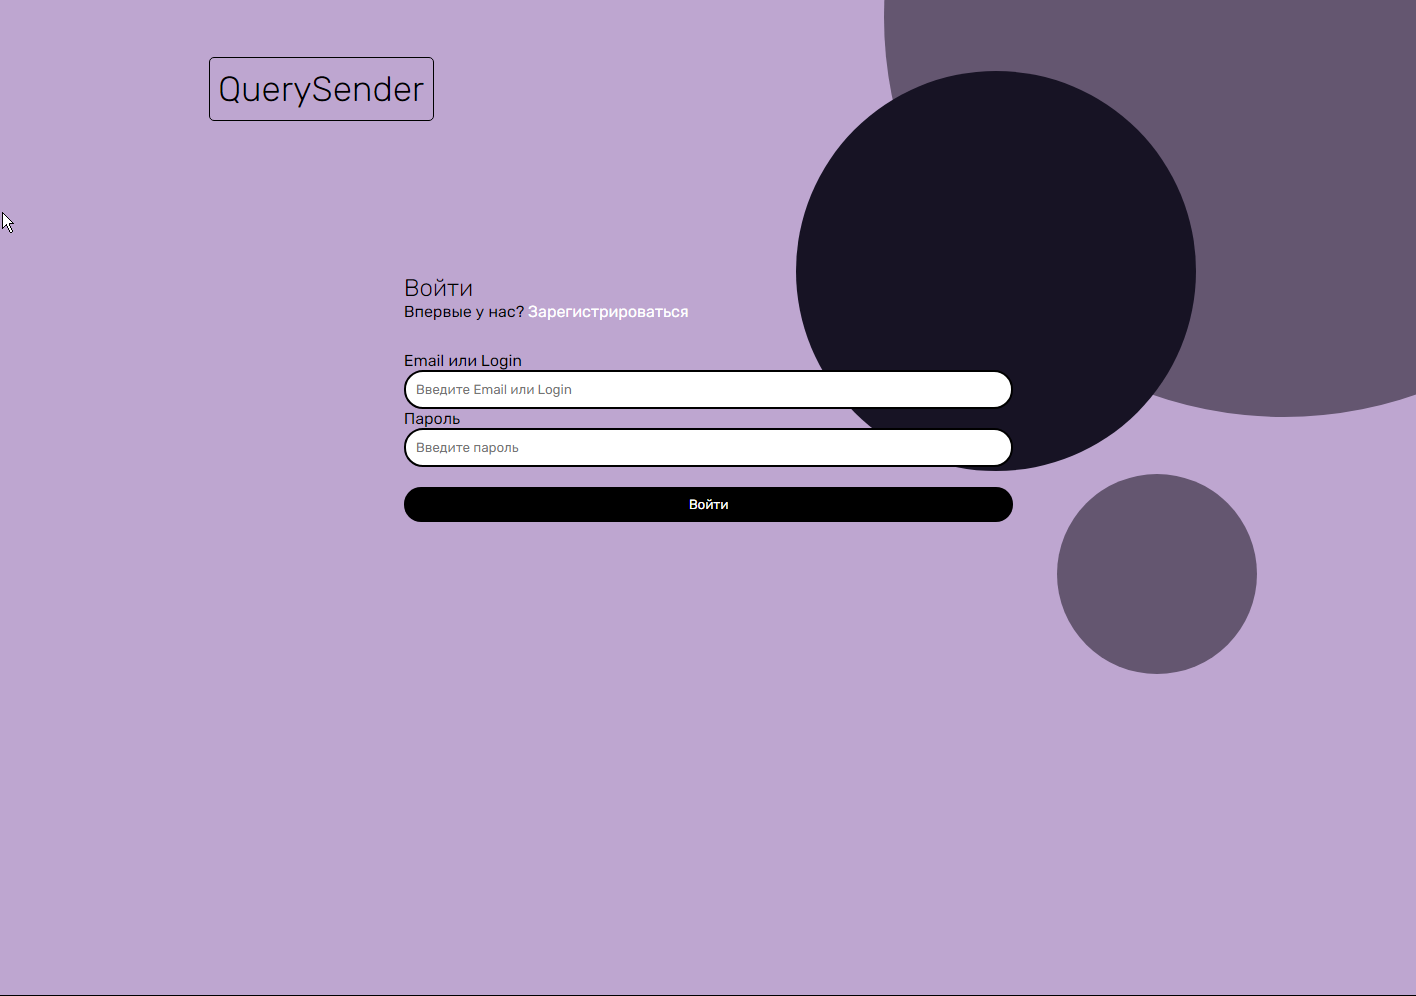 QuerySender
Войти
Впервые у нас? Зарегистрироваться
Email или Login
Введите Email или Login
Пароль
Введите пароль
Войти